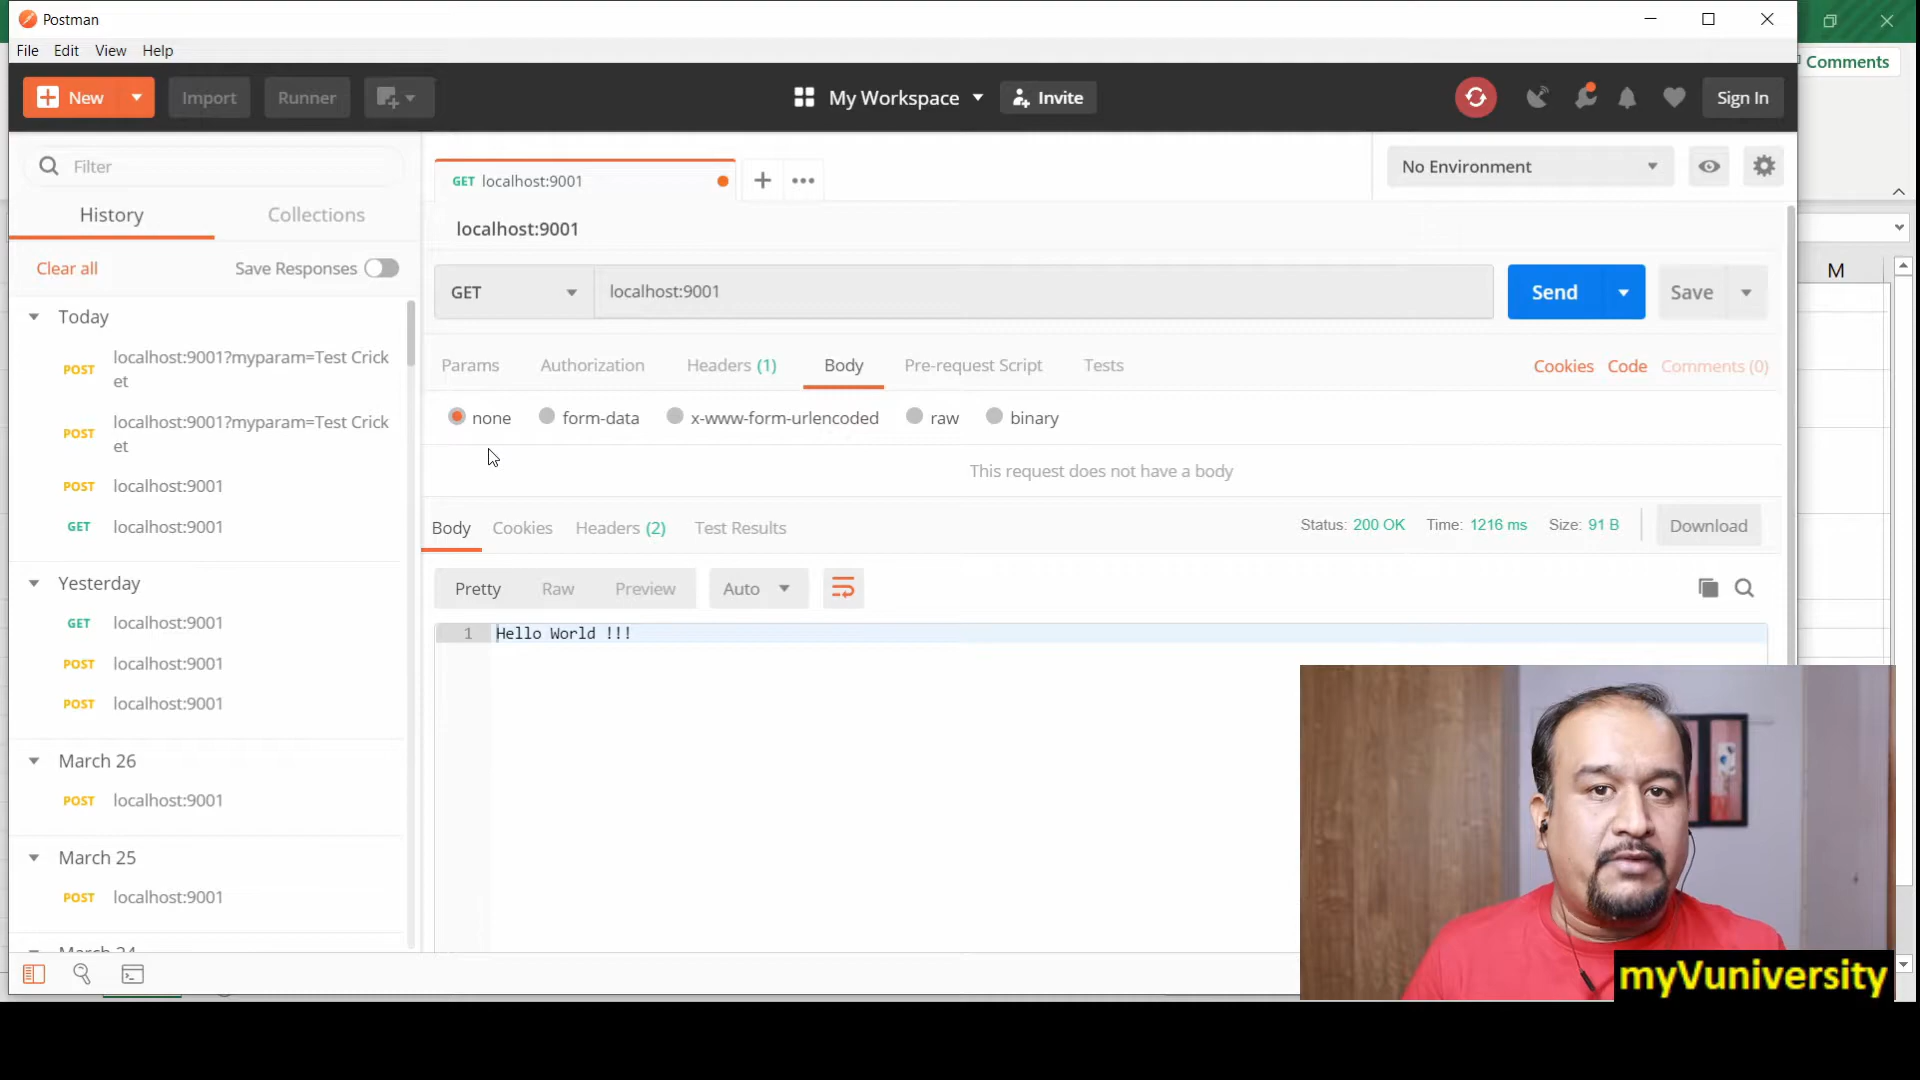 Postman
File Edit View Help
Comments
New Import Runner My Workspace Invite Sign In
Filter
GET localhost:9001
No Environment
History Collections
localhost:9001
Clear all Save Responses
GET localhost:9001 Send Save
M
Today
POST localhost:9001?myparam=Test Crick
et
POST localhost:9001?myparam=Test Crick
et
POST localhost:9001
GET localhost:9001
Params Authorization Headers (1) Body Pre-request Script Tests Cookies Code Comments (0)
none form-data x-www-form-urlencoded raw binary
This request does not have a body
Body Cookies Headers (2) Test Results Status: 200 OK Time: 1216 ms Size: 91 B Download
Pretty Raw Preview Auto
1 Hello World !!!
Yesterday
GET localhost:9001
POST localhost:9001
POST localhost:9001
March 26
POST localhost:9001
March 25
POST localhost:9001
March 24
myVuniversity